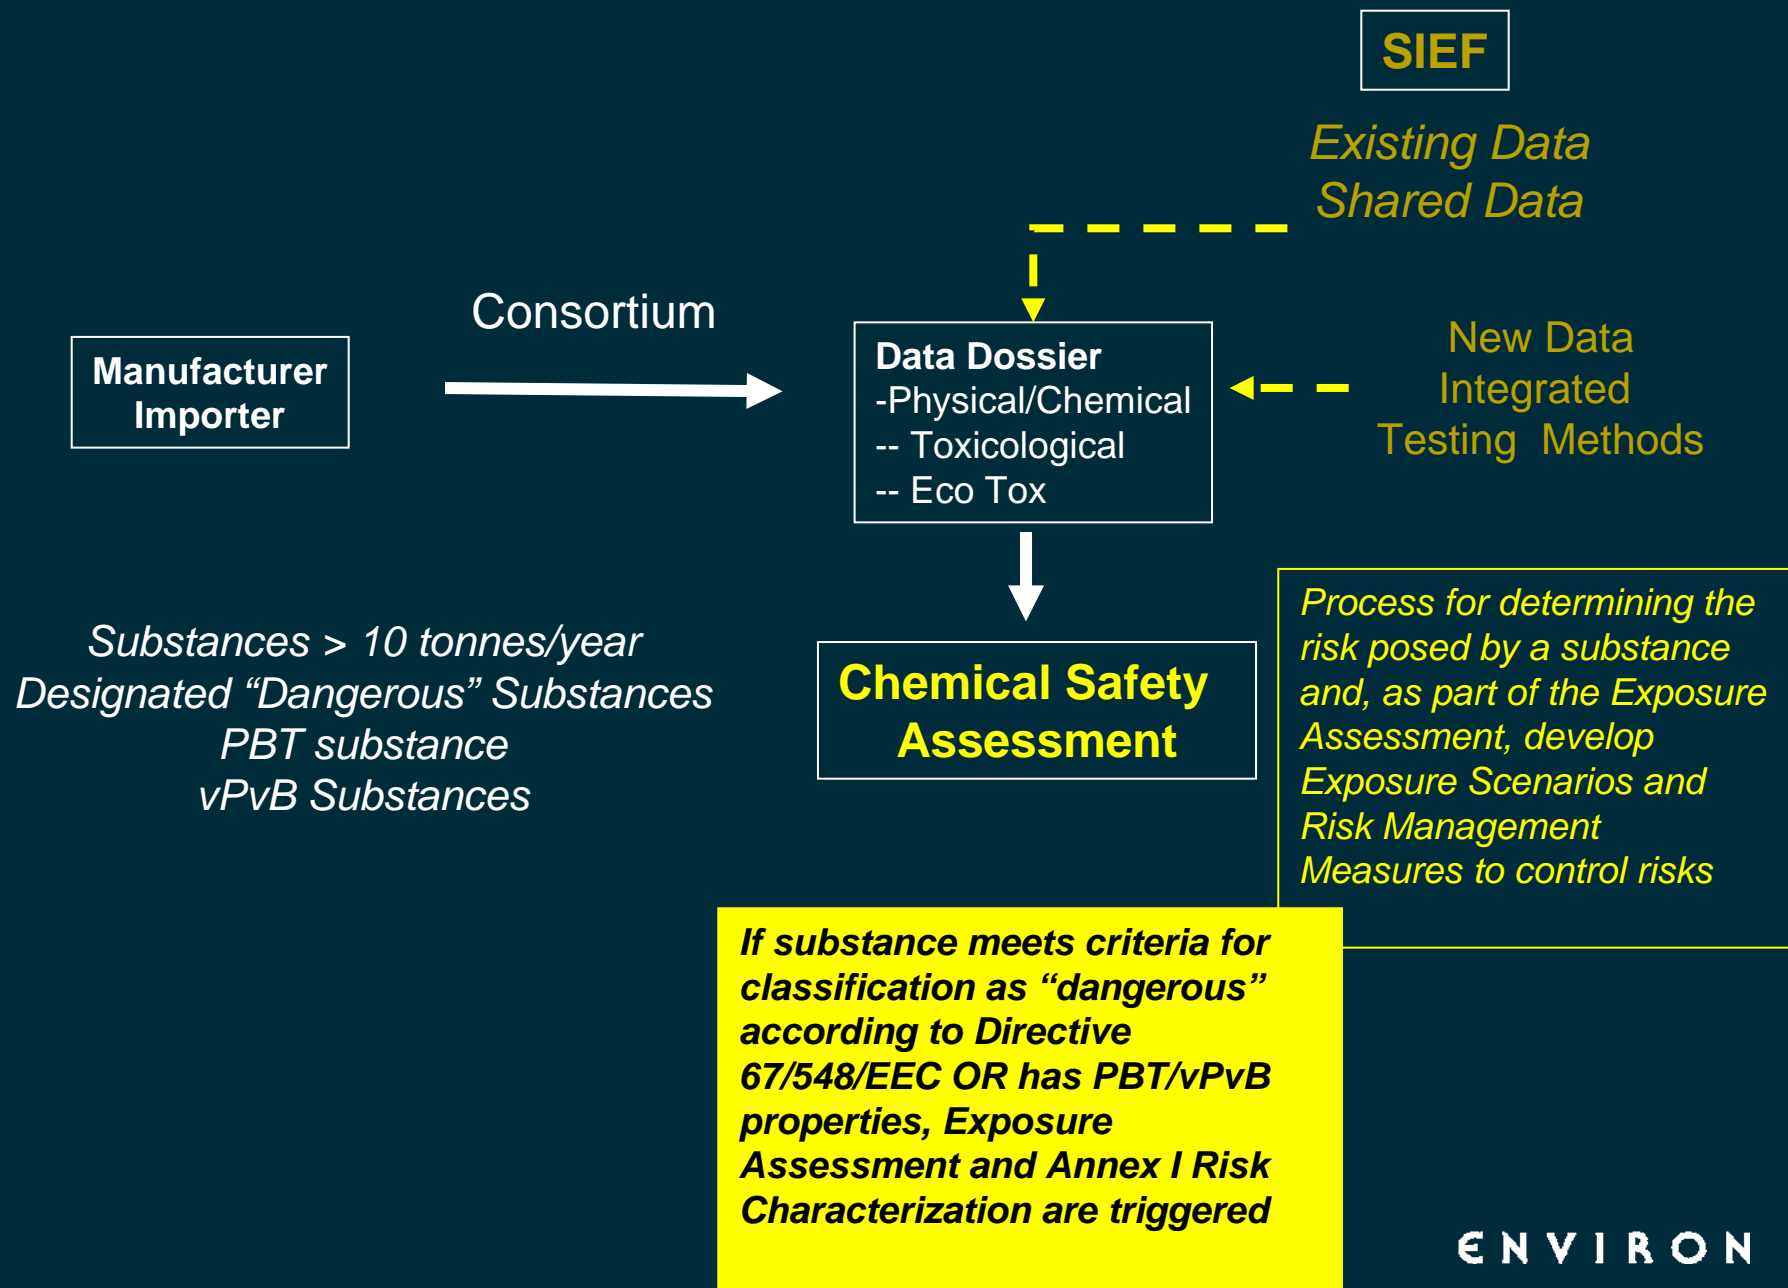 SIEF
Existing Data
Shared Data
Consortium
Manufacturer
Importer
Data Dossier
-Physical/Chemical
-- Toxicological
-- Eco Tox
New Data
Integrated
Testing Methods
Substances > 10 tonnes/year
Designated “Dangerous” Substances
PBT substance
vPvB Substances
Chemical Safety
Assessment
Process for determining the
risk posed by a substance
and, as part of the Exposure
Assessment, develop
Exposure Scenarios and
Risk Management
Measures to control risks
If substance meets criteria for
classification as “dangerous”
according to Directive
67/548/EEC OR has PBT/vPvB
properties, Exposure
Assessment and Annex I Risk
Characterization are triggered
ENVIRON